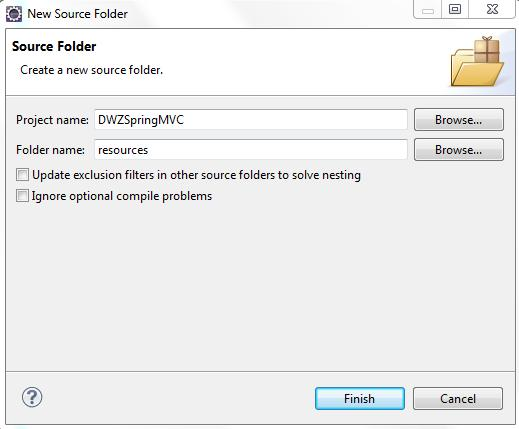 New Source Folder
Source Folder
Create a new source folder.
Project name: DWZSpringMVC Browse...
Folder name: resources Browse...
Update exclusion filters in other source folders to solve nesting
Ignore optional compile problems
? Finish Cancel